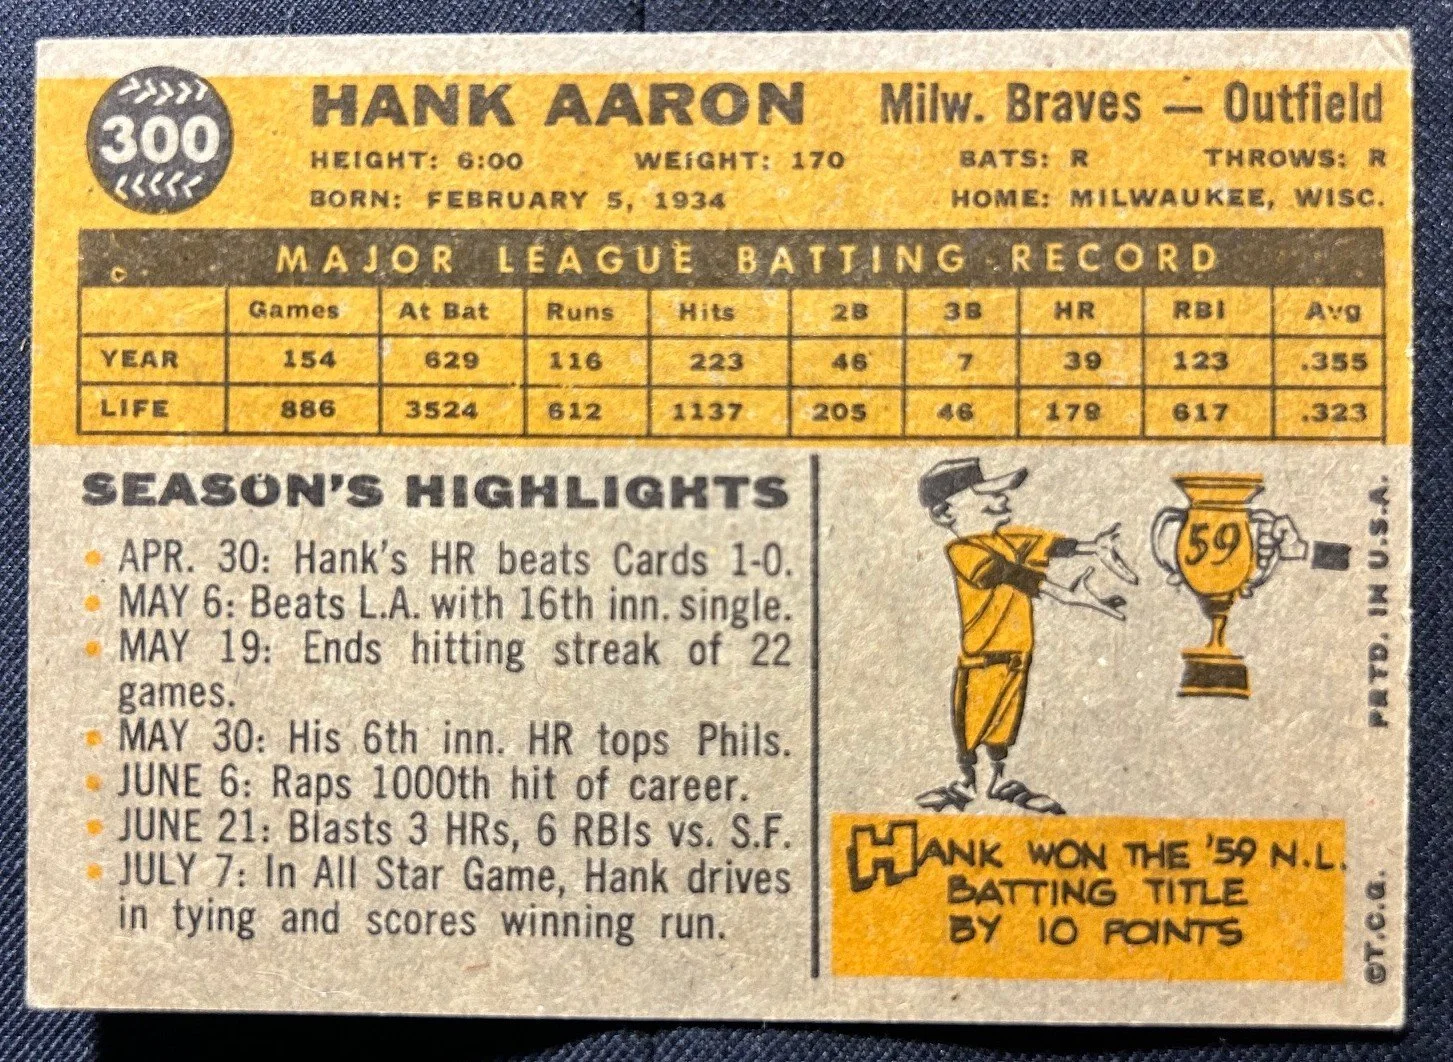 300
HANK AARON Milw. Braves — Outfield
HEIGHT: 6:00 WEIGHT: 170 BATS: R THROWS: R
BORN: FEBRUARY 5, 1934 HOME: MILWAUKEE, WISC.
MAJOR LEAGUE BATTING RECORD
Games At Bat Runs Hits 2B 3B HR RBI Avg
YEAR 154 629 116 223 46 7 39 123 .355
LIFE 886 3524 612 1137 205 46 179 617 .323
SEASON'S HIGHLIGHTS
• APR. 30: Hank's HR beats Cards 1-0.
• MAY 6: Beats L.A. with 16th inn. single.
• MAY 19: Ends hitting streak of 22
games.
• MAY 30: His 6th inn. HR tops Phils.
• JUNE 6: Raps 1000th hit of career.
• JUNE 21: Blasts 3 HRs, 6 RBIs vs. S.F.
• JULY 7: In All Star Game, Hank drives
in tying and scores winning run.
59
HANK WON THE '59 N.L.
BATTING TITLE
BY 10 POINTS
©T.C.G.
PRTD. IN U.S.A.